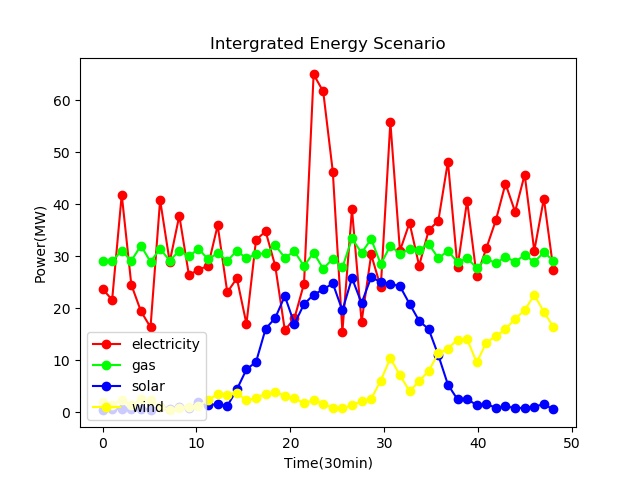 Intergrated Energy Scenario
Power(MW)
60
50
40
30
20
10
0
electricity
gas
solar
wind
0 10 20 30 40 50
Time(30min)